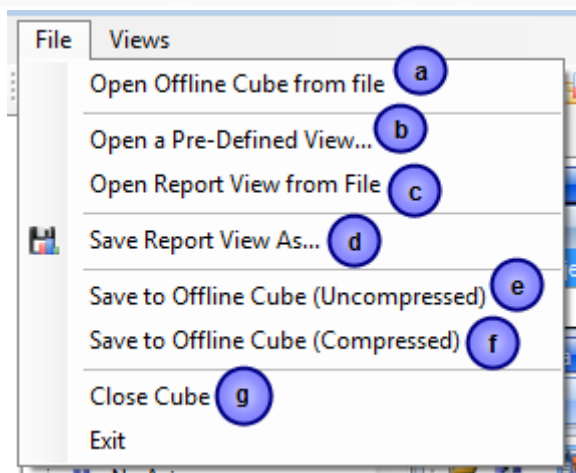 File Views
Open Offline Cube from file a
Open a Pre-Defined View... b
Open Report View from File c
Save Report View As... d
Save to Offline Cube (Uncompressed) e
Save to Offline Cube (Compressed) f
Close Cube g
Exit